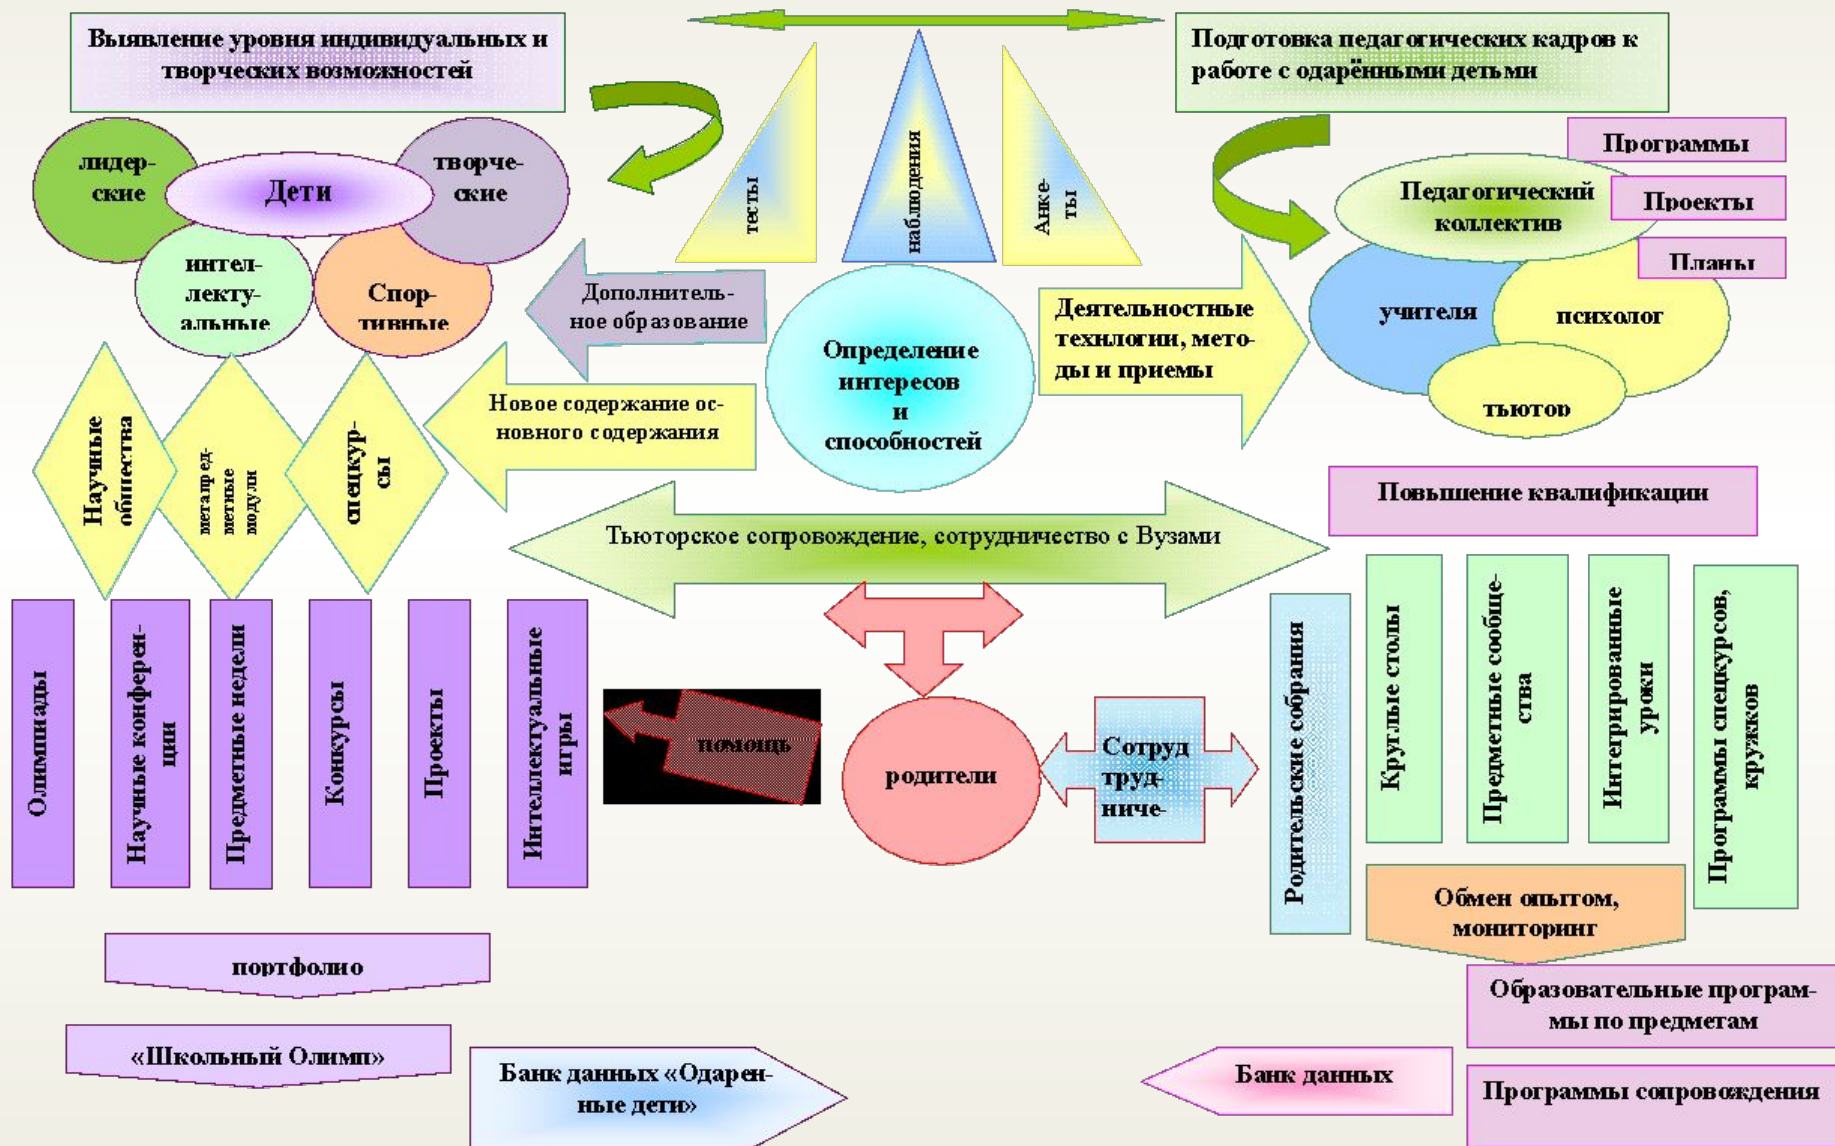 Выявление уровня индивидуальных и
творческих возможностей
Подготовка педагогических кадров к
работе с одарёнными детьми
лидер-
ские
Дети
творче-
ские
интел-
лекту-
альные
Спор-
тивные
тесты
наблюдения
Анке-
ты
Программы
Педагогический
коллектив
Проекты
Планы
учителя
психолог
тьютор
Дополнитель-
ное образование
Новое содержание ос-
новного содержания
Определение
интересов
и
способностей
Деятельностные
технлогии, мето-
ды и приемы
Научные
общества
метапред-
метные
модули
спецкур-
сы
Тьюторское сопровождение, сотрудничество с Вузами
Повышение квалификации
Олимпиады
Научные конферен-
ции
Предметные недели
Конкурсы
Проекты
Интеллектуальные
игры
помощь
родители
Сотруд
труд-
ниче-
Родительские собрания
Круглые столы
Предметные сообще-
ства
Интегрированные
уроки
Программы спецкурсов,
кружков
Обмен опытом,
мониторинг
портфолио
«Школьный Олимп»
Банк данных «Одарен-
ные дети»
Банк данных
Образовательные програм-
мы по предметам
Программы сопровождения